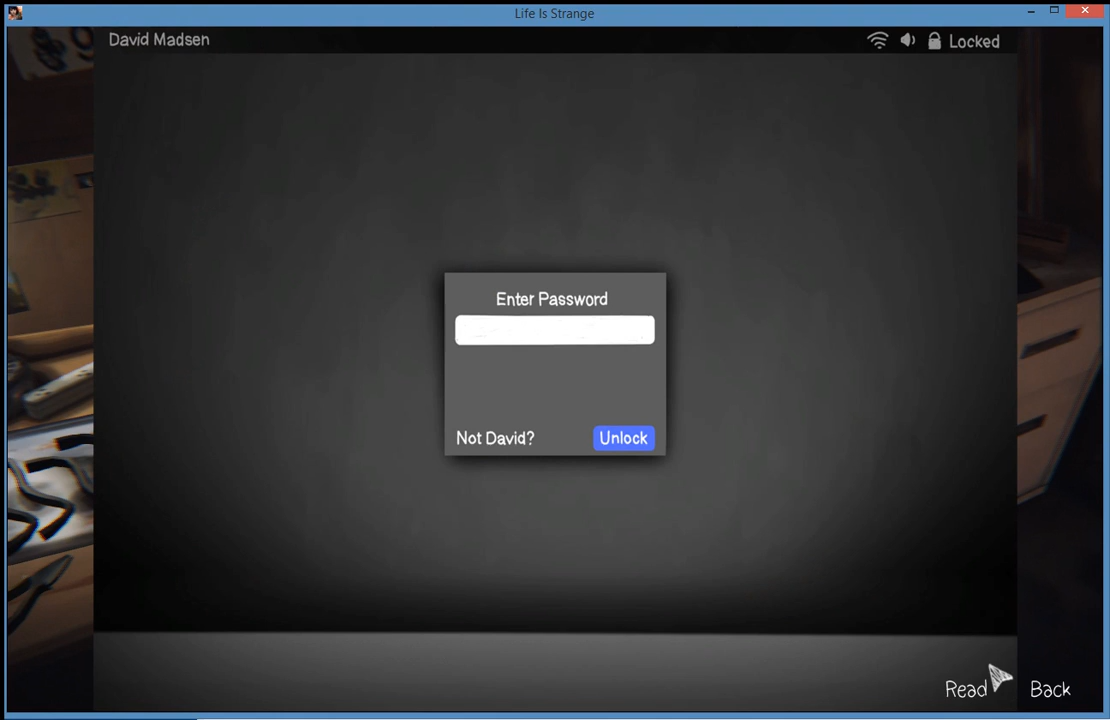 Life Is Strange
David Madsen
Locked
Enter Password
Not David?
Unlock
Read
Back